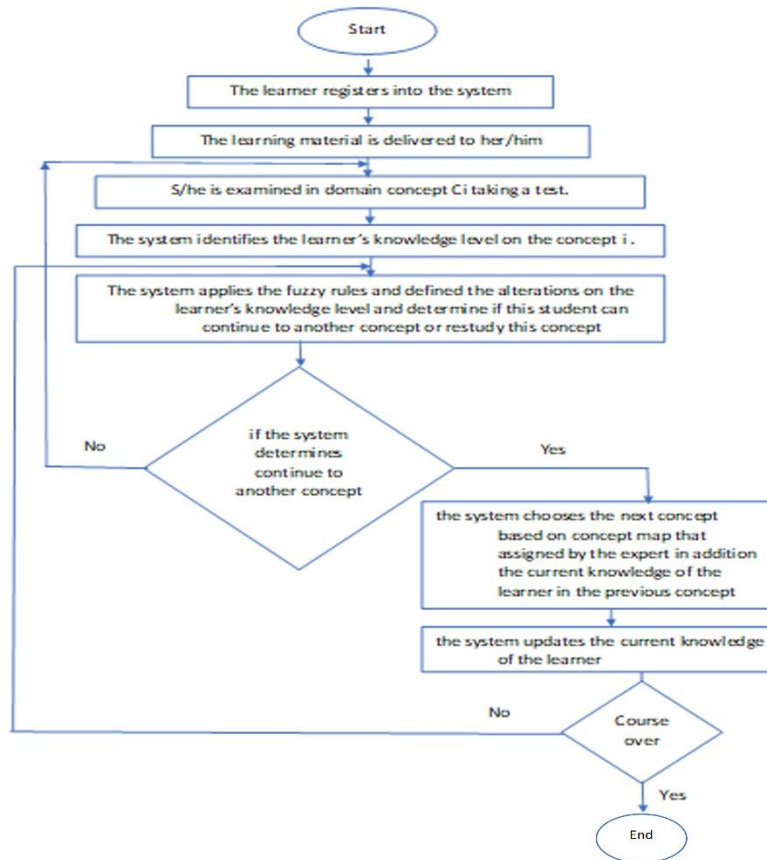 Start
The learner registers into the system
The learning material is delivered to her/him
S/he is examined in domain concept Ci taking a test.
The system identifies the learner's knowledge level on the concept i .
The system applies the fuzzy rules and defined the alterations on the
learner's knowledge level and determine if this student can
continue to another concept or restudy this concept
if the system
determines
continue to
another concept
No
Yes
the system chooses the next concept
based on concept map that
assigned by the expert in addition
the current knowledge of the
learner in the previous concept
the system updates the current knowledge
of the learner
No
Course
over
Yes
End